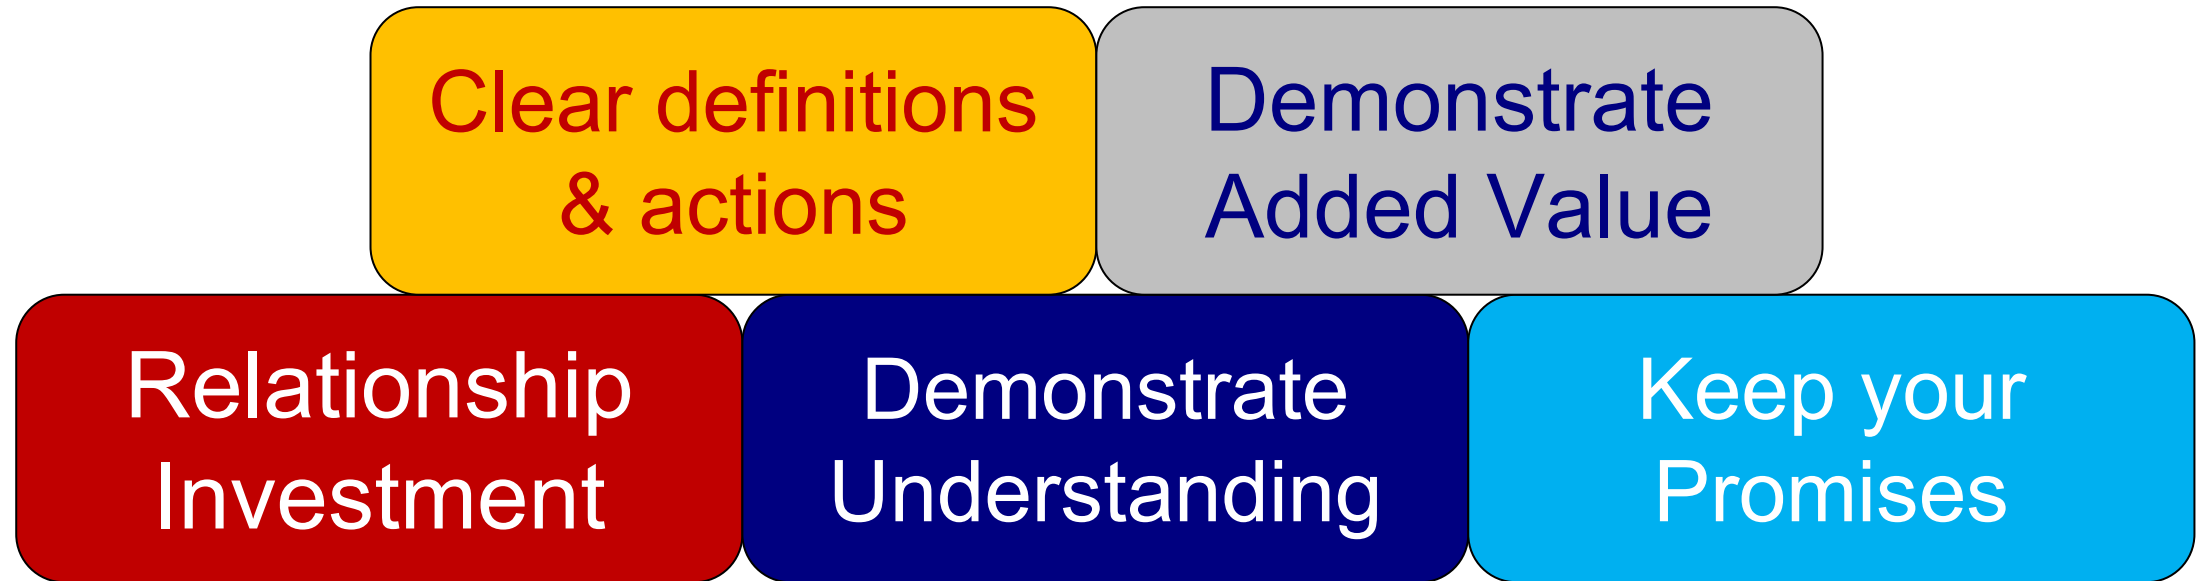 Clear definitions
& actions
Demonstrate
Added Value
Relationship
Investment
Demonstrate
Understanding
Keep your
Promises